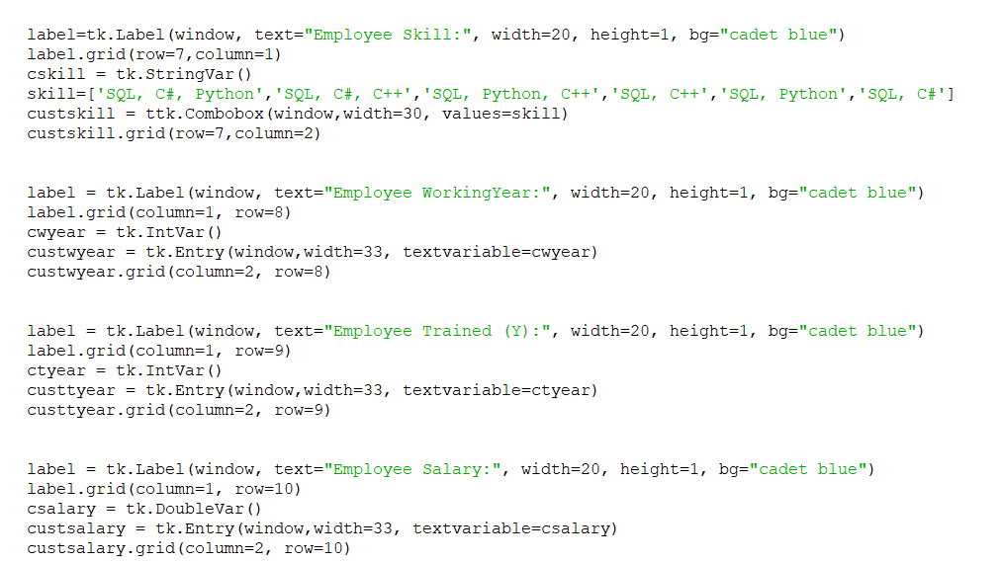 label=tk.Label(window, text="Employee Skill:", width=20, height=1, bg="cadet blue")
label.grid(row=7,column=1)
cskill = tk.StringVar()
skill=['SQL, C#, Python','SQL, C#, C++','SQL, Python, C++','SQL, C++','SQL, Python','SQL, C#']
custskill = ttk.Combobox(window,width=30, values=skill)
custskill.grid(row=7,column=2)
label = tk.Label(window, text="Employee WorkingYear:", width=20, height=1, bg="cadet blue")
label.grid(column=1, row=8)
cwyear = tk.IntVar()
custwyear = tk.Entry(window,width=33, textvariable=cwyear)
custwyear.grid(column=2, row=8)
label = tk.Label(window, text="Employee Trained (Y):", width=20, height=1, bg="cadet blue")
label.grid(column=1, row=9)
ctyear = tk.IntVar()
custtyear = tk.Entry(window,width=33, textvariable=ctyear)
custtyear.grid(column=2, row=9)
label = tk.Label(window, text="Employee Salary:", width=20, height=1, bg="cadet blue")
label.grid(column=1, row=10)
csalary = tk.DoubleVar()
custsalary = tk.Entry(window,width=33, textvariable=csalary)
custsalary.grid(column=2, row=10)